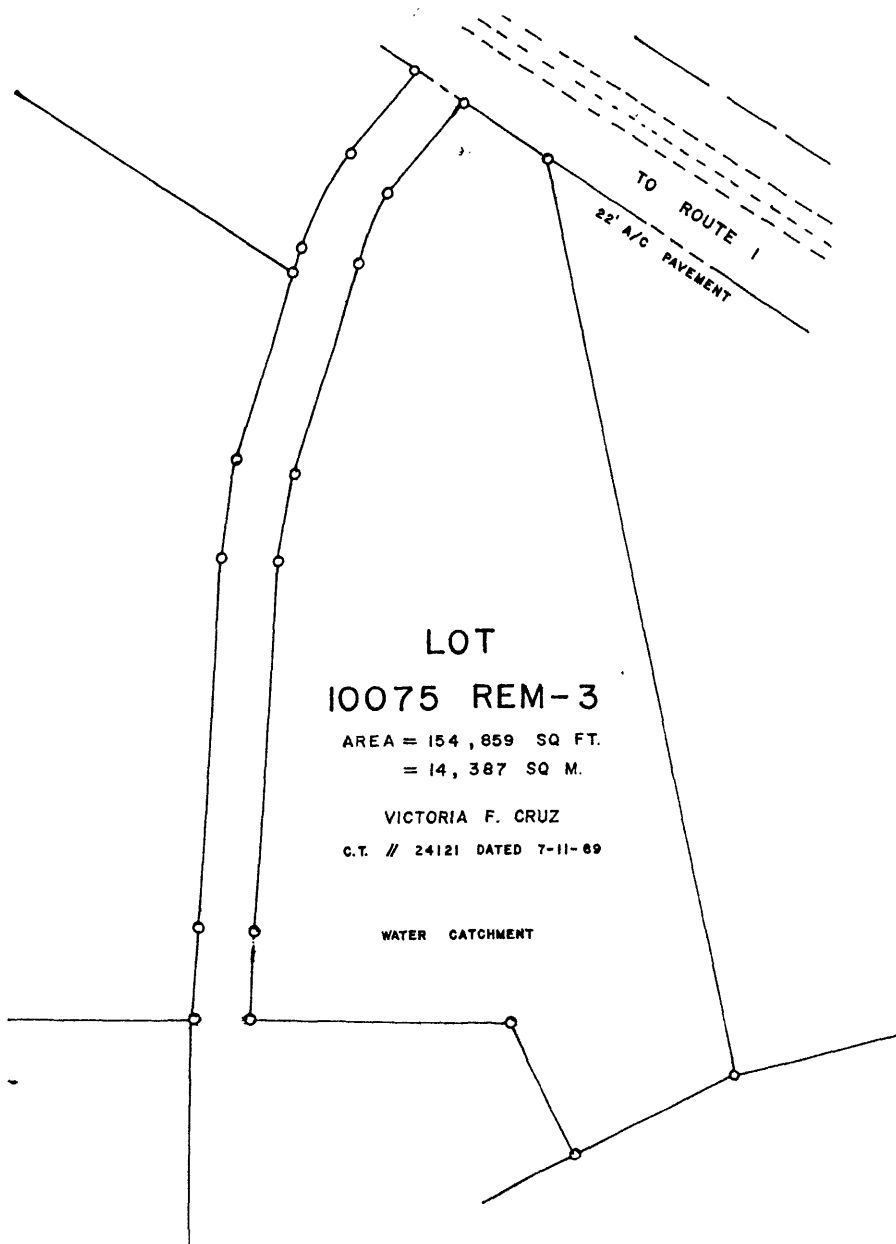 TO ROUTE 1
22' A/C PAVEMENT
LOT
10075 REM-3
AREA = 154,859 SQ FT.
= 14,387 SQ M.
VICTORIA F. CRUZ
C.T. # 24121 DATED 7-11-69
WATER CATCHMENT